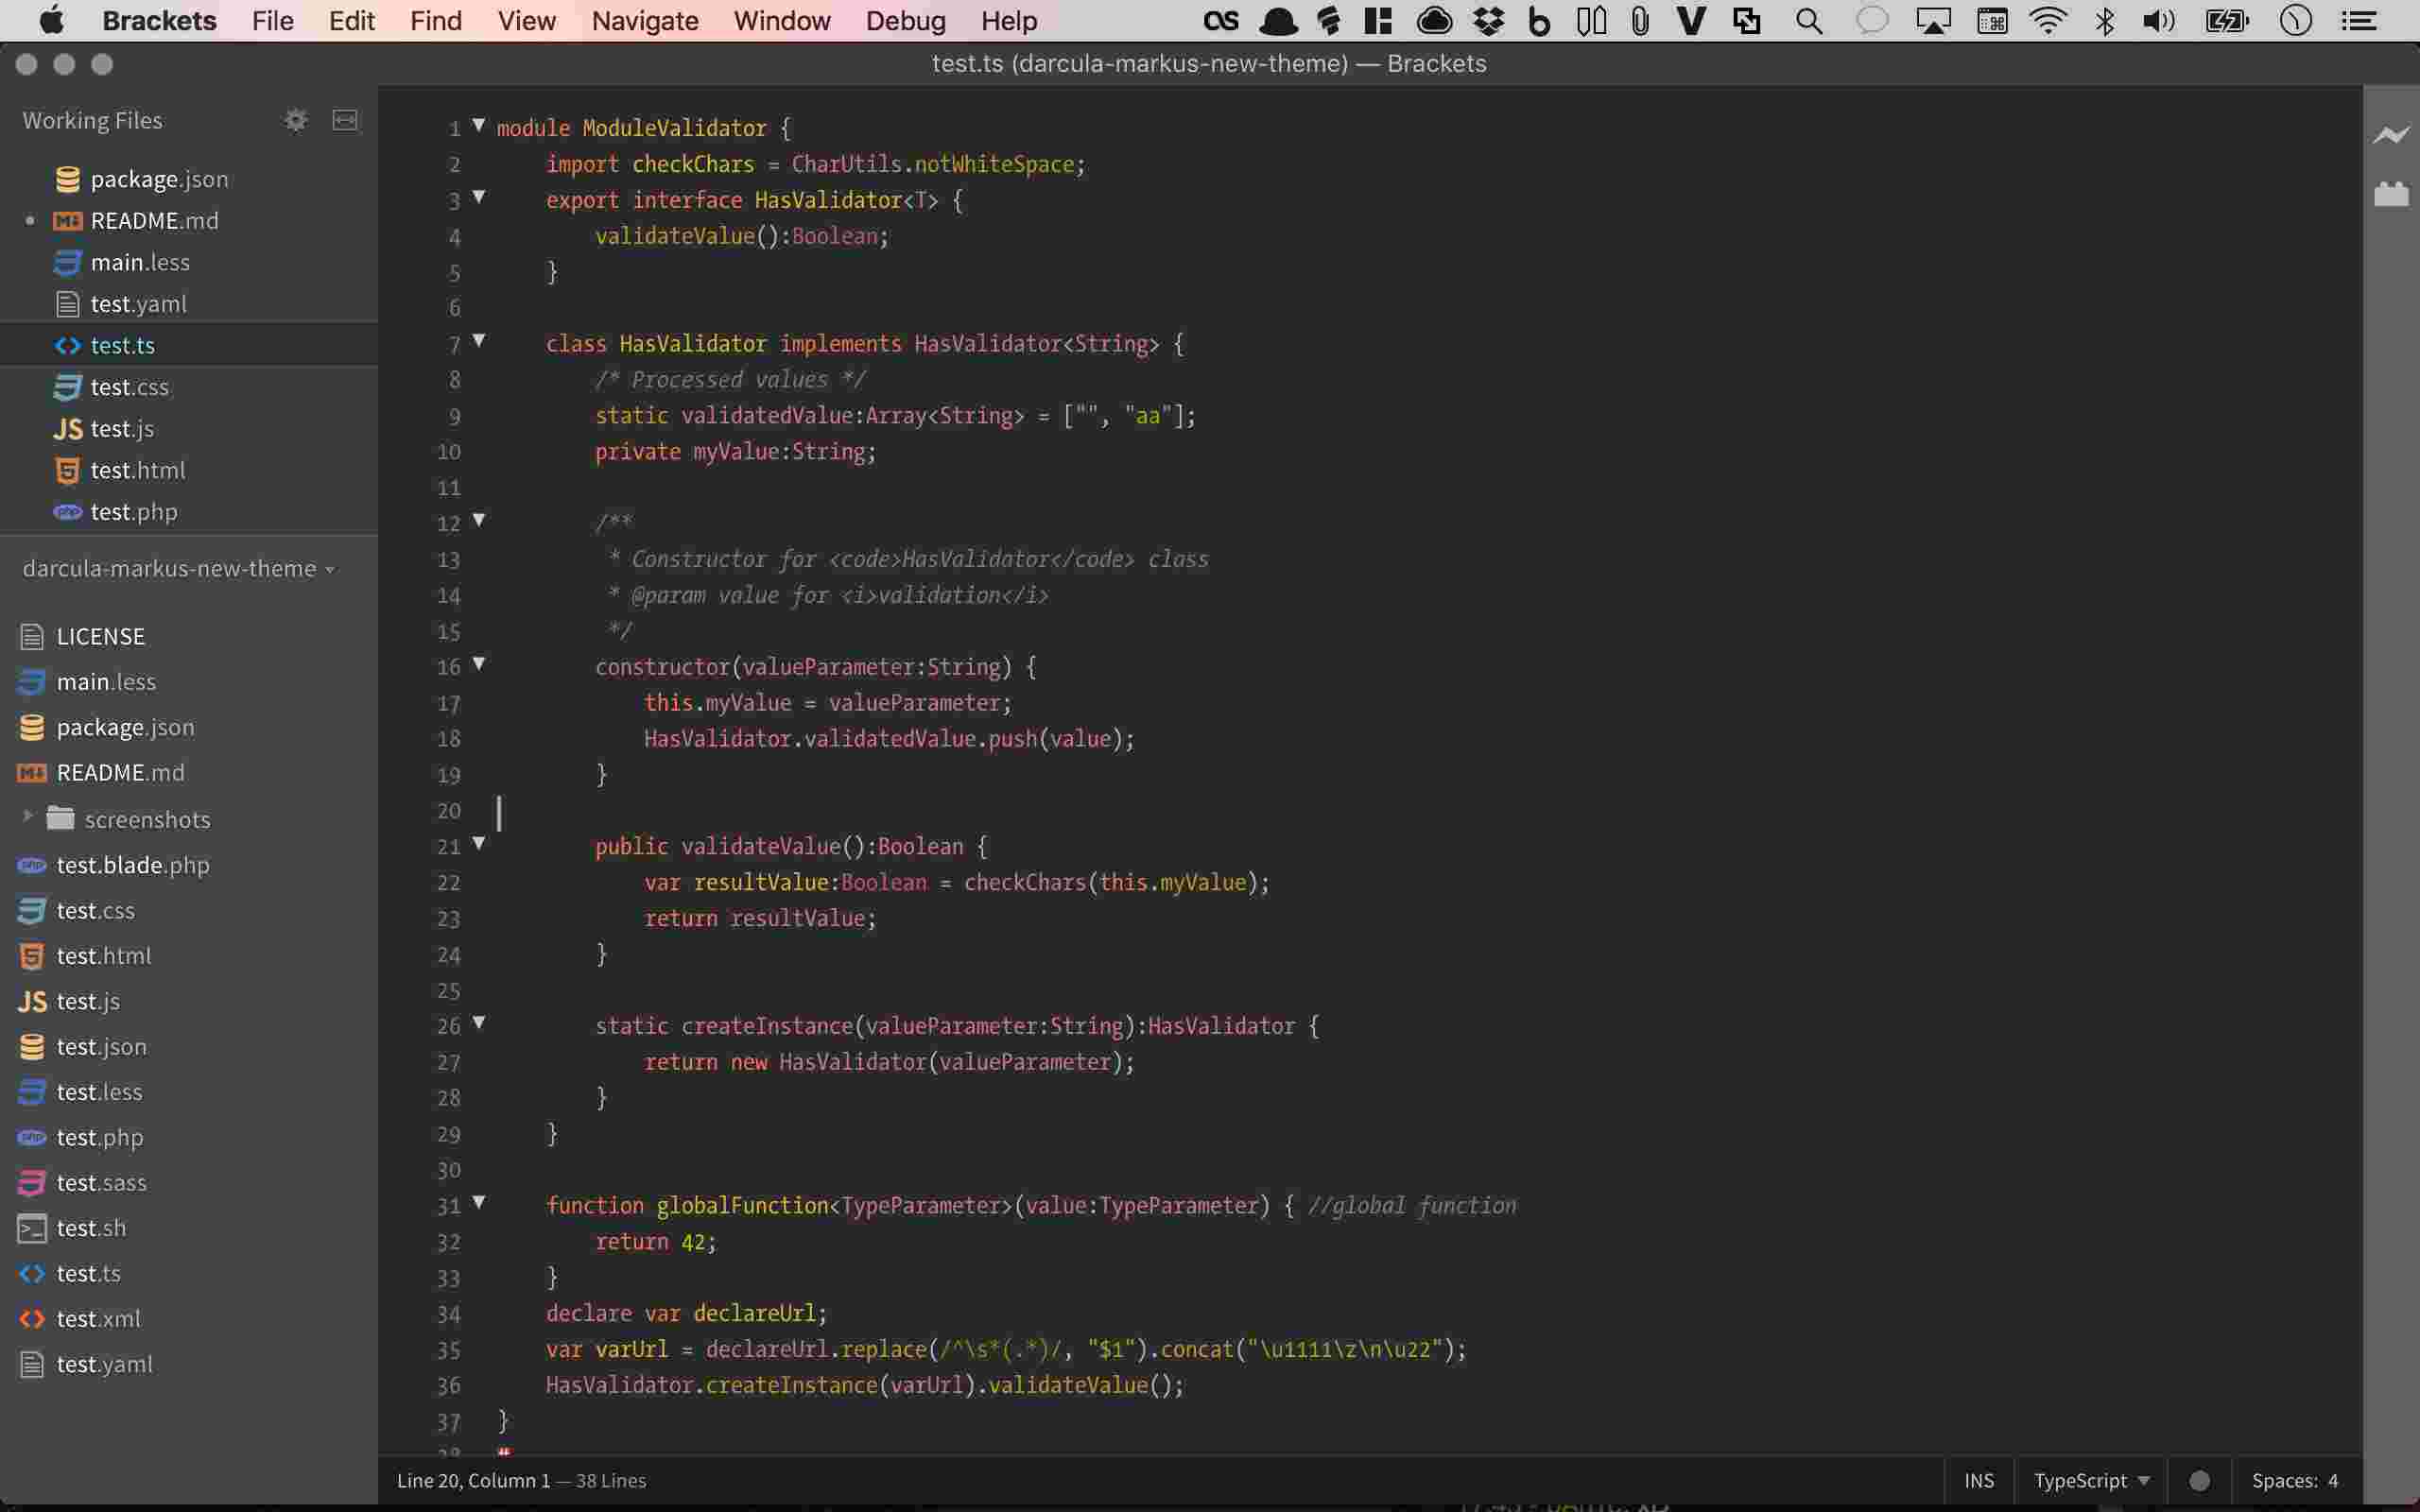 Brackets File Edit Find View Navigate Window Debug Help
test.ts (darcula-markus-new-theme) — Brackets
Working Files
package.json
README.md
main.less
test.yaml
test.ts
test.css
JS test.js
test.html
php test.php
darcula-markus-new-theme
LICENSE
main.less
package.json
README.md
screenshots
php test.blade.php
test.css
test.html
JS test.js
test.json
test.less
php test.php
test.sass
test.sh
test.ts
test.xml
test.yaml
1 module ModuleValidator {
2 import checkChars = CharUtils.notWhiteSpace;
3 export interface HasValidator<T> {
4 validateValue():Boolean;
5 }
6
7 class HasValidator implements HasValidator<String> {
8 /* Processed values */
9 static validatedValue:Array<String> = ["", "aa"];
10 private myValue:String;
11
12 /**
13 * Constructor for <code>HasValidator</code> class
14 * @param value for <i>validation</i>
15 */
16 constructor(valueParameter:String) {
17 this.myValue = valueParameter;
18 HasValidator.validatedValue.push(value);
19 }
20
21 public validateValue():Boolean {
22 var resultValue:Boolean = checkChars(this.myValue);
23 return resultValue;
24 }
25
26 static createInstance(valueParameter:String):HasValidator {
27 return new HasValidator(valueParameter);
28 }
29 }
30
31 function globalFunction<TypeParameter>(value:TypeParameter) { //global function
32 return 42;
33 }
34 declare var declareUrl;
35 var varUrl = declareUrl.replace(/^\s*(.*)/, "$1").concat("\u1111\z\n\u22");
36 HasValidator.createInstance(varUrl).validateValue();
37 }
Line 20, Column 1 — 38 Lines
INS TypeScript Spaces: 4